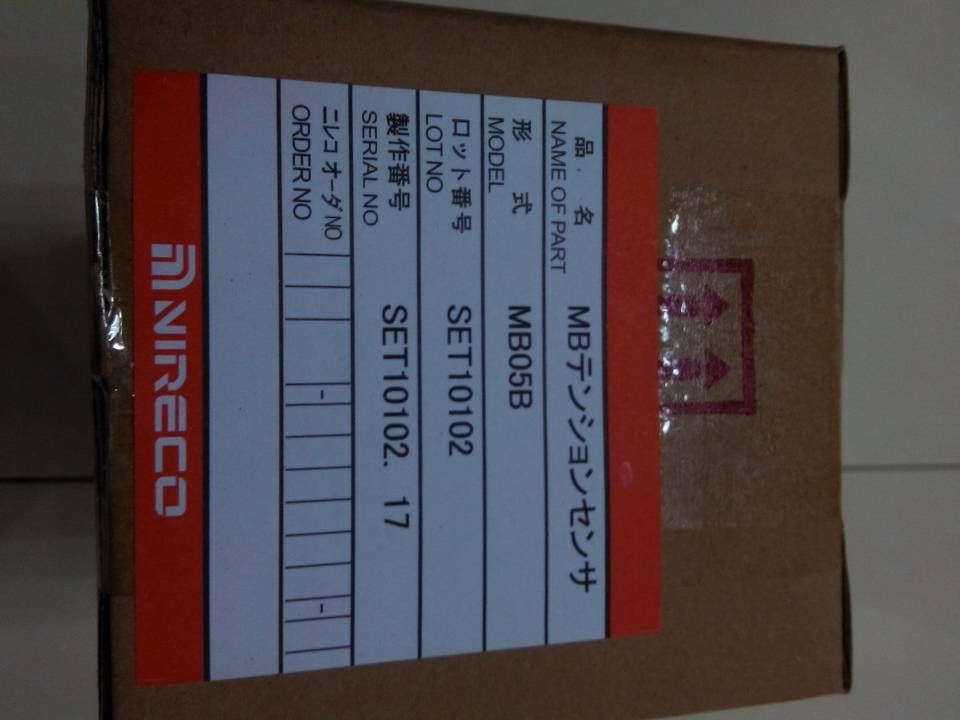 品 名 MBテンションセンサ
NAME OF PART
形 式 MB05B
MODEL
ロット番号 SET10102
LOT NO
製作番号 SET10102. 17
SERIAL NO
ニレコ オーダ NO - -
ORDER NO
NIRECO